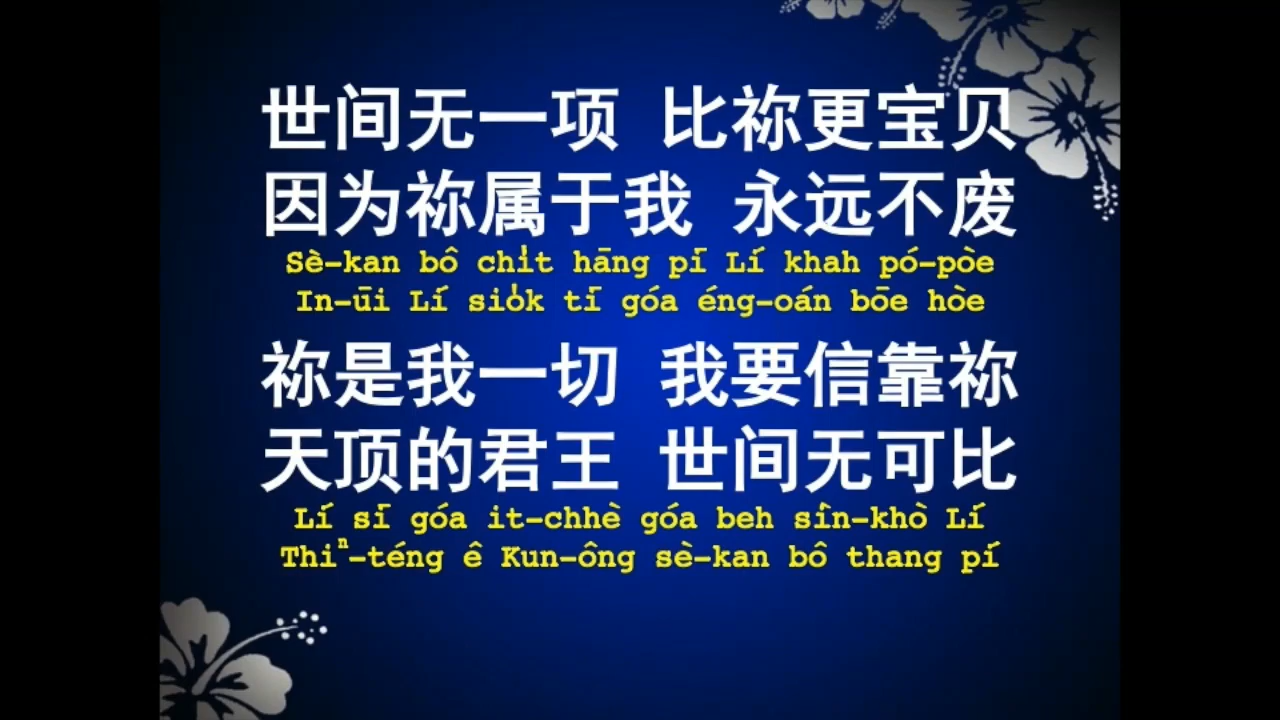 世间无一项 比祢更宝贝
因为祢属于我 永远不废
Sè-kan bô chi̍t hāng pī Lí khah pó-pòe
In-ūi Lí sio̍k tī góa éng-oán bōe hòe
祢是我一切 我要信靠祢
天顶的君王 世间无可比
Lí sī góa it-chhè góa beh sìn-khò Lí
Thiⁿ-téng ê Kun-ông sè-kan bô thang pí